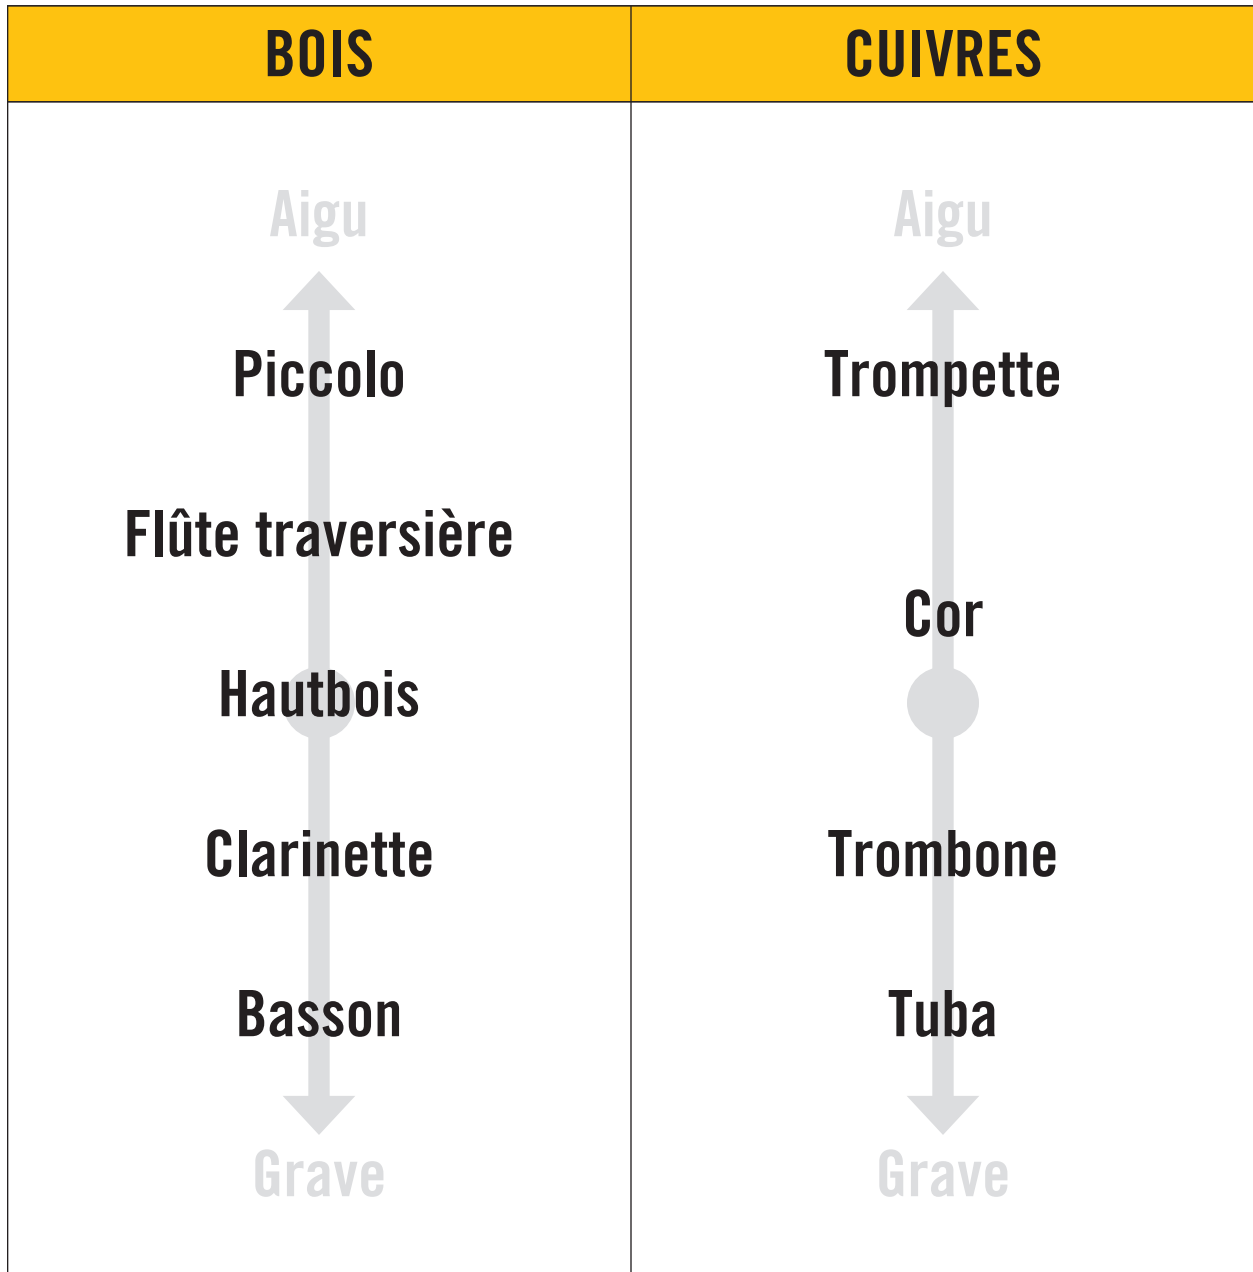 BOIS
CUIVRES
Aigu
Piccolo
Flûte traversière
Hautbois
Clarinette
Basson
Grave
Aigu
Trompette
Cor
Trombone
Tuba
Grave